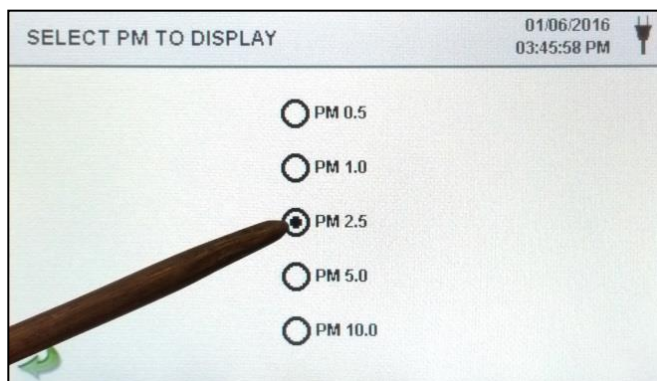 SELECT PM TO DISPLAY
01/06/2016
03:45:58 PM
PM 0.5
PM 1.0
PM 2.5
PM 5.0
PM 10.0